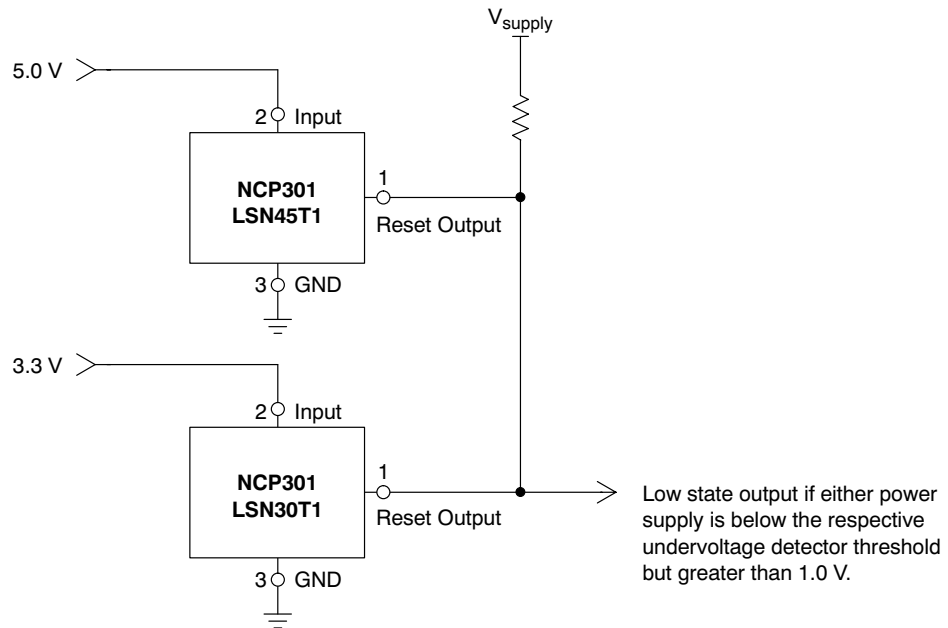 Vsupply
5.0 V
2 Input
NCP301
LSN45T1
1
Reset Output
3 GND
3.3 V
2 Input
NCP301
LSN30T1
1
Reset Output
3 GND
Low state output if either power
supply is below the respective
undervoltage detector threshold
but greater than 1.0 V.